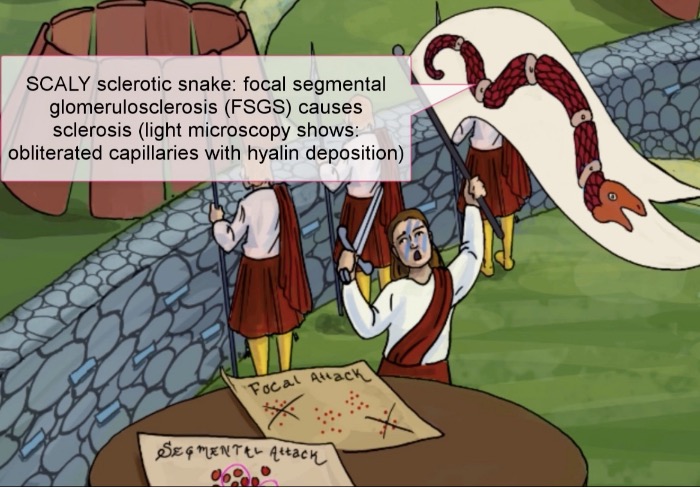 SCALY sclerotic snake: focal segmental
glomerulosclerosis (FSGS) causes
sclerosis (light microscopy shows:
obliterated capillaries with hyalin deposition)
Focal Attack
SEgMENTAL Attack